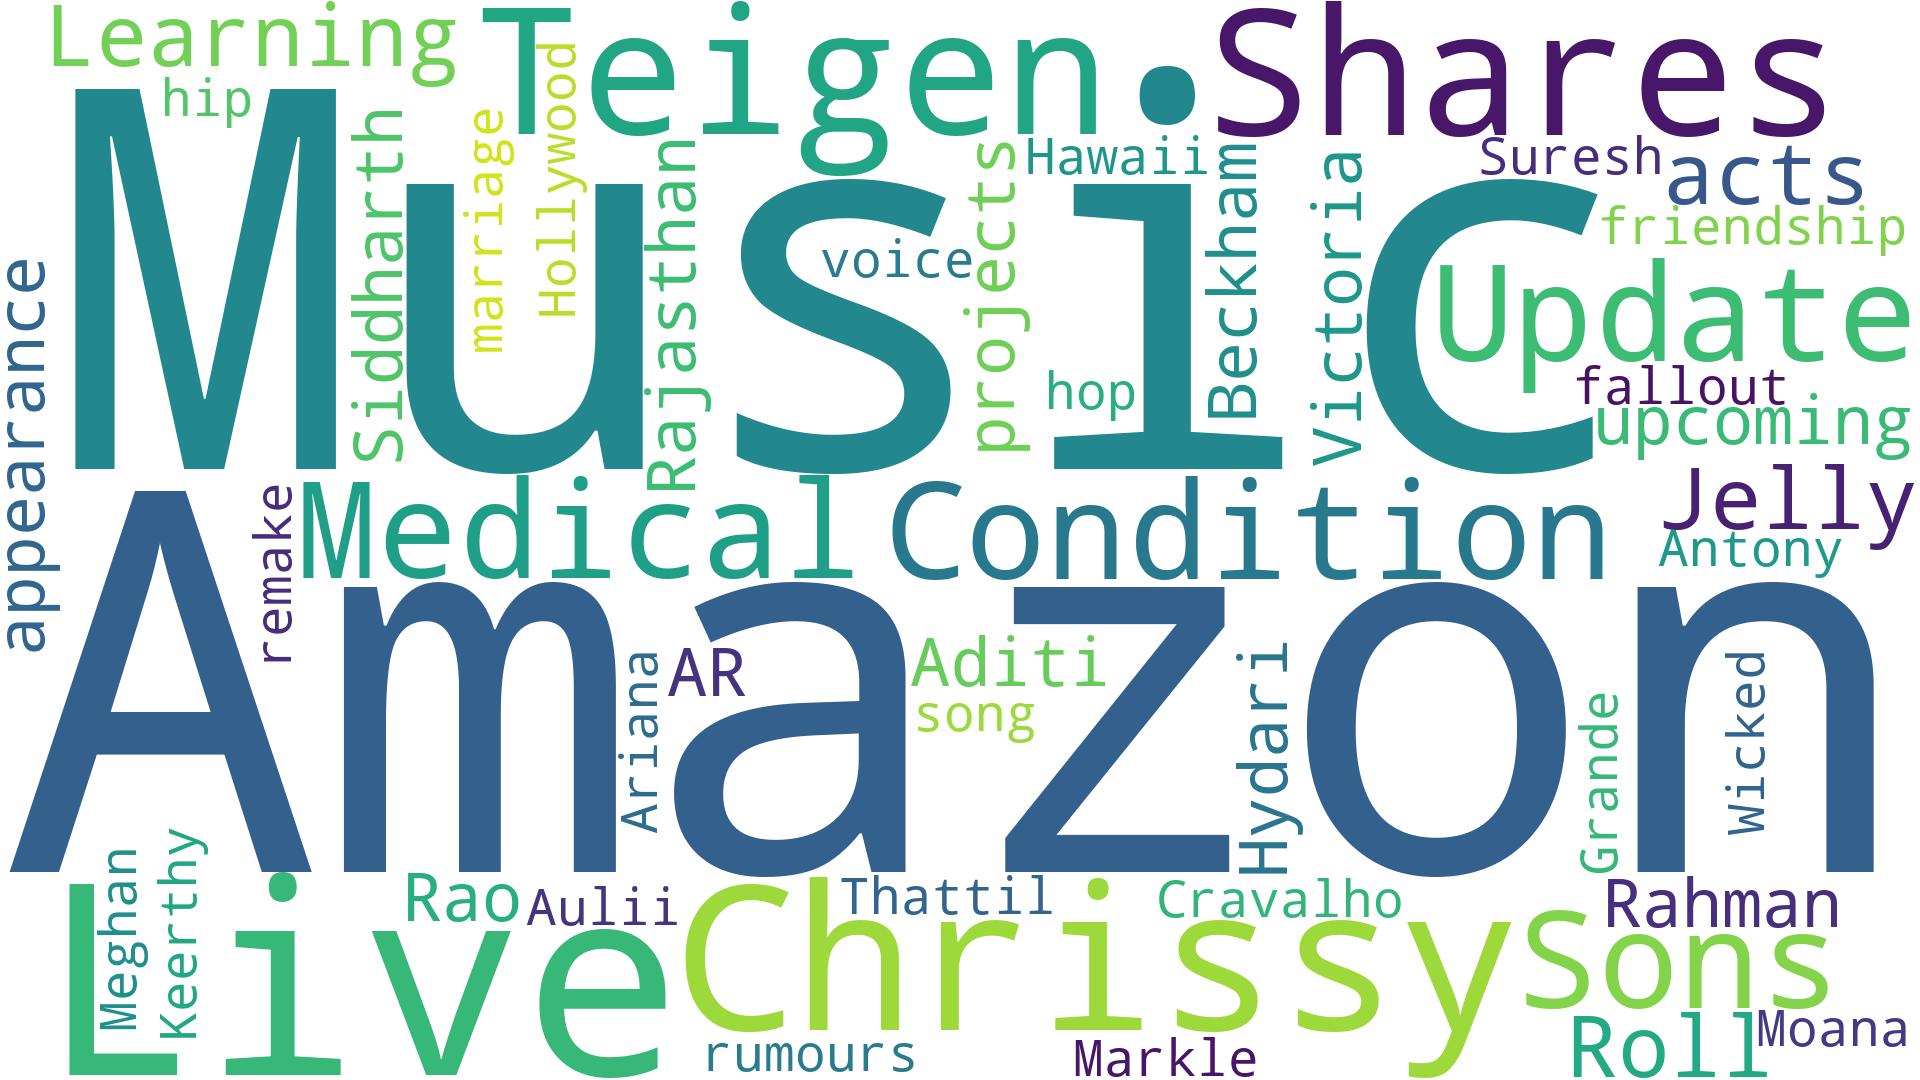 Learning
Teigen
Shares
hip
Siddharth
marriage
Hollywood
Rajasthan
projects
Hawaii
Beckham
Victoria
Suresh
acts
friendship
Music
voice
appearance
Update
hop
fallout
upcoming
Medical
Condition
Jelly
Antony
remake
Amazon
Ariana
AR
Aditi
song
Hydari
Grande
Wicked
Meghan
Keerthy
Live
Rao
Aulii
Chrissy
Thattil
Cravalho
Sons
Rahman
rumours
Markle
Roll
Moana